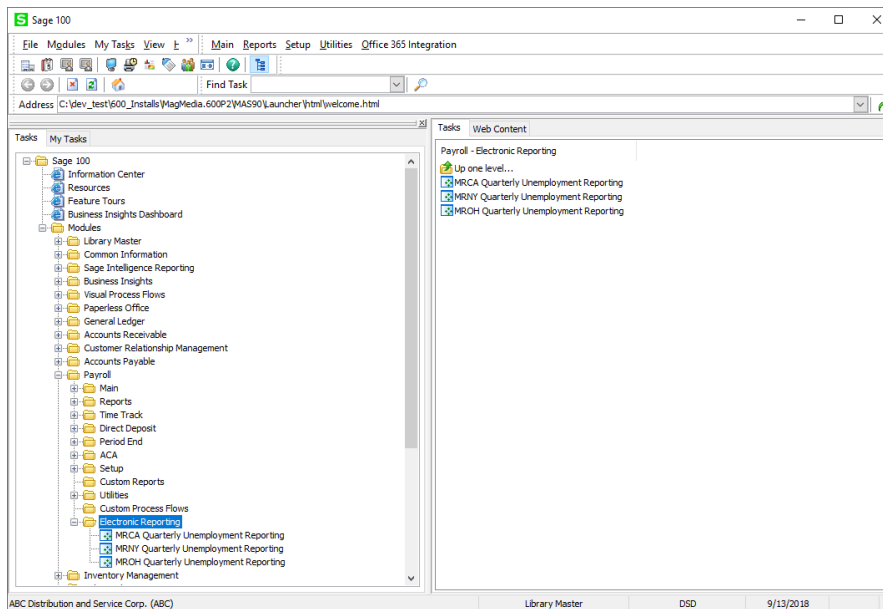 Sage 100
File Modules My Tasks View » Main Reports Setup Utilities Office 365 Integration
Find Task
Address C:\dev_test\600_Installs\MagMedia.600P2\MAS90\Launcher\html\welcome.html
Tasks My Tasks
Sage 100
Information Center
Resources
Feature Tours
Business Insights Dashboard
Modules
Library Master
Common Information
Sage Intelligence Reporting
Business Insights
Visual Process Flows
Paperless Office
General Ledger
Accounts Receivable
Customer Relationship Management
Accounts Payable
Payroll
Main
Reports
Time Track
Direct Deposit
Period End
ACA
Setup
Custom Reports
Utilities
Custom Process Flows
Electronic Reporting
MRCA Quarterly Unemployment Reporting
MRNY Quarterly Unemployment Reporting
MROH Quarterly Unemployment Reporting
Inventory Management
Tasks Web Content
Payroll - Electronic Reporting
Up one level...
MRCA Quarterly Unemployment Reporting
MRNY Quarterly Unemployment Reporting
MROH Quarterly Unemployment Reporting
ABC Distribution and Service Corp. (ABC) Library Master DSD 9/13/2018